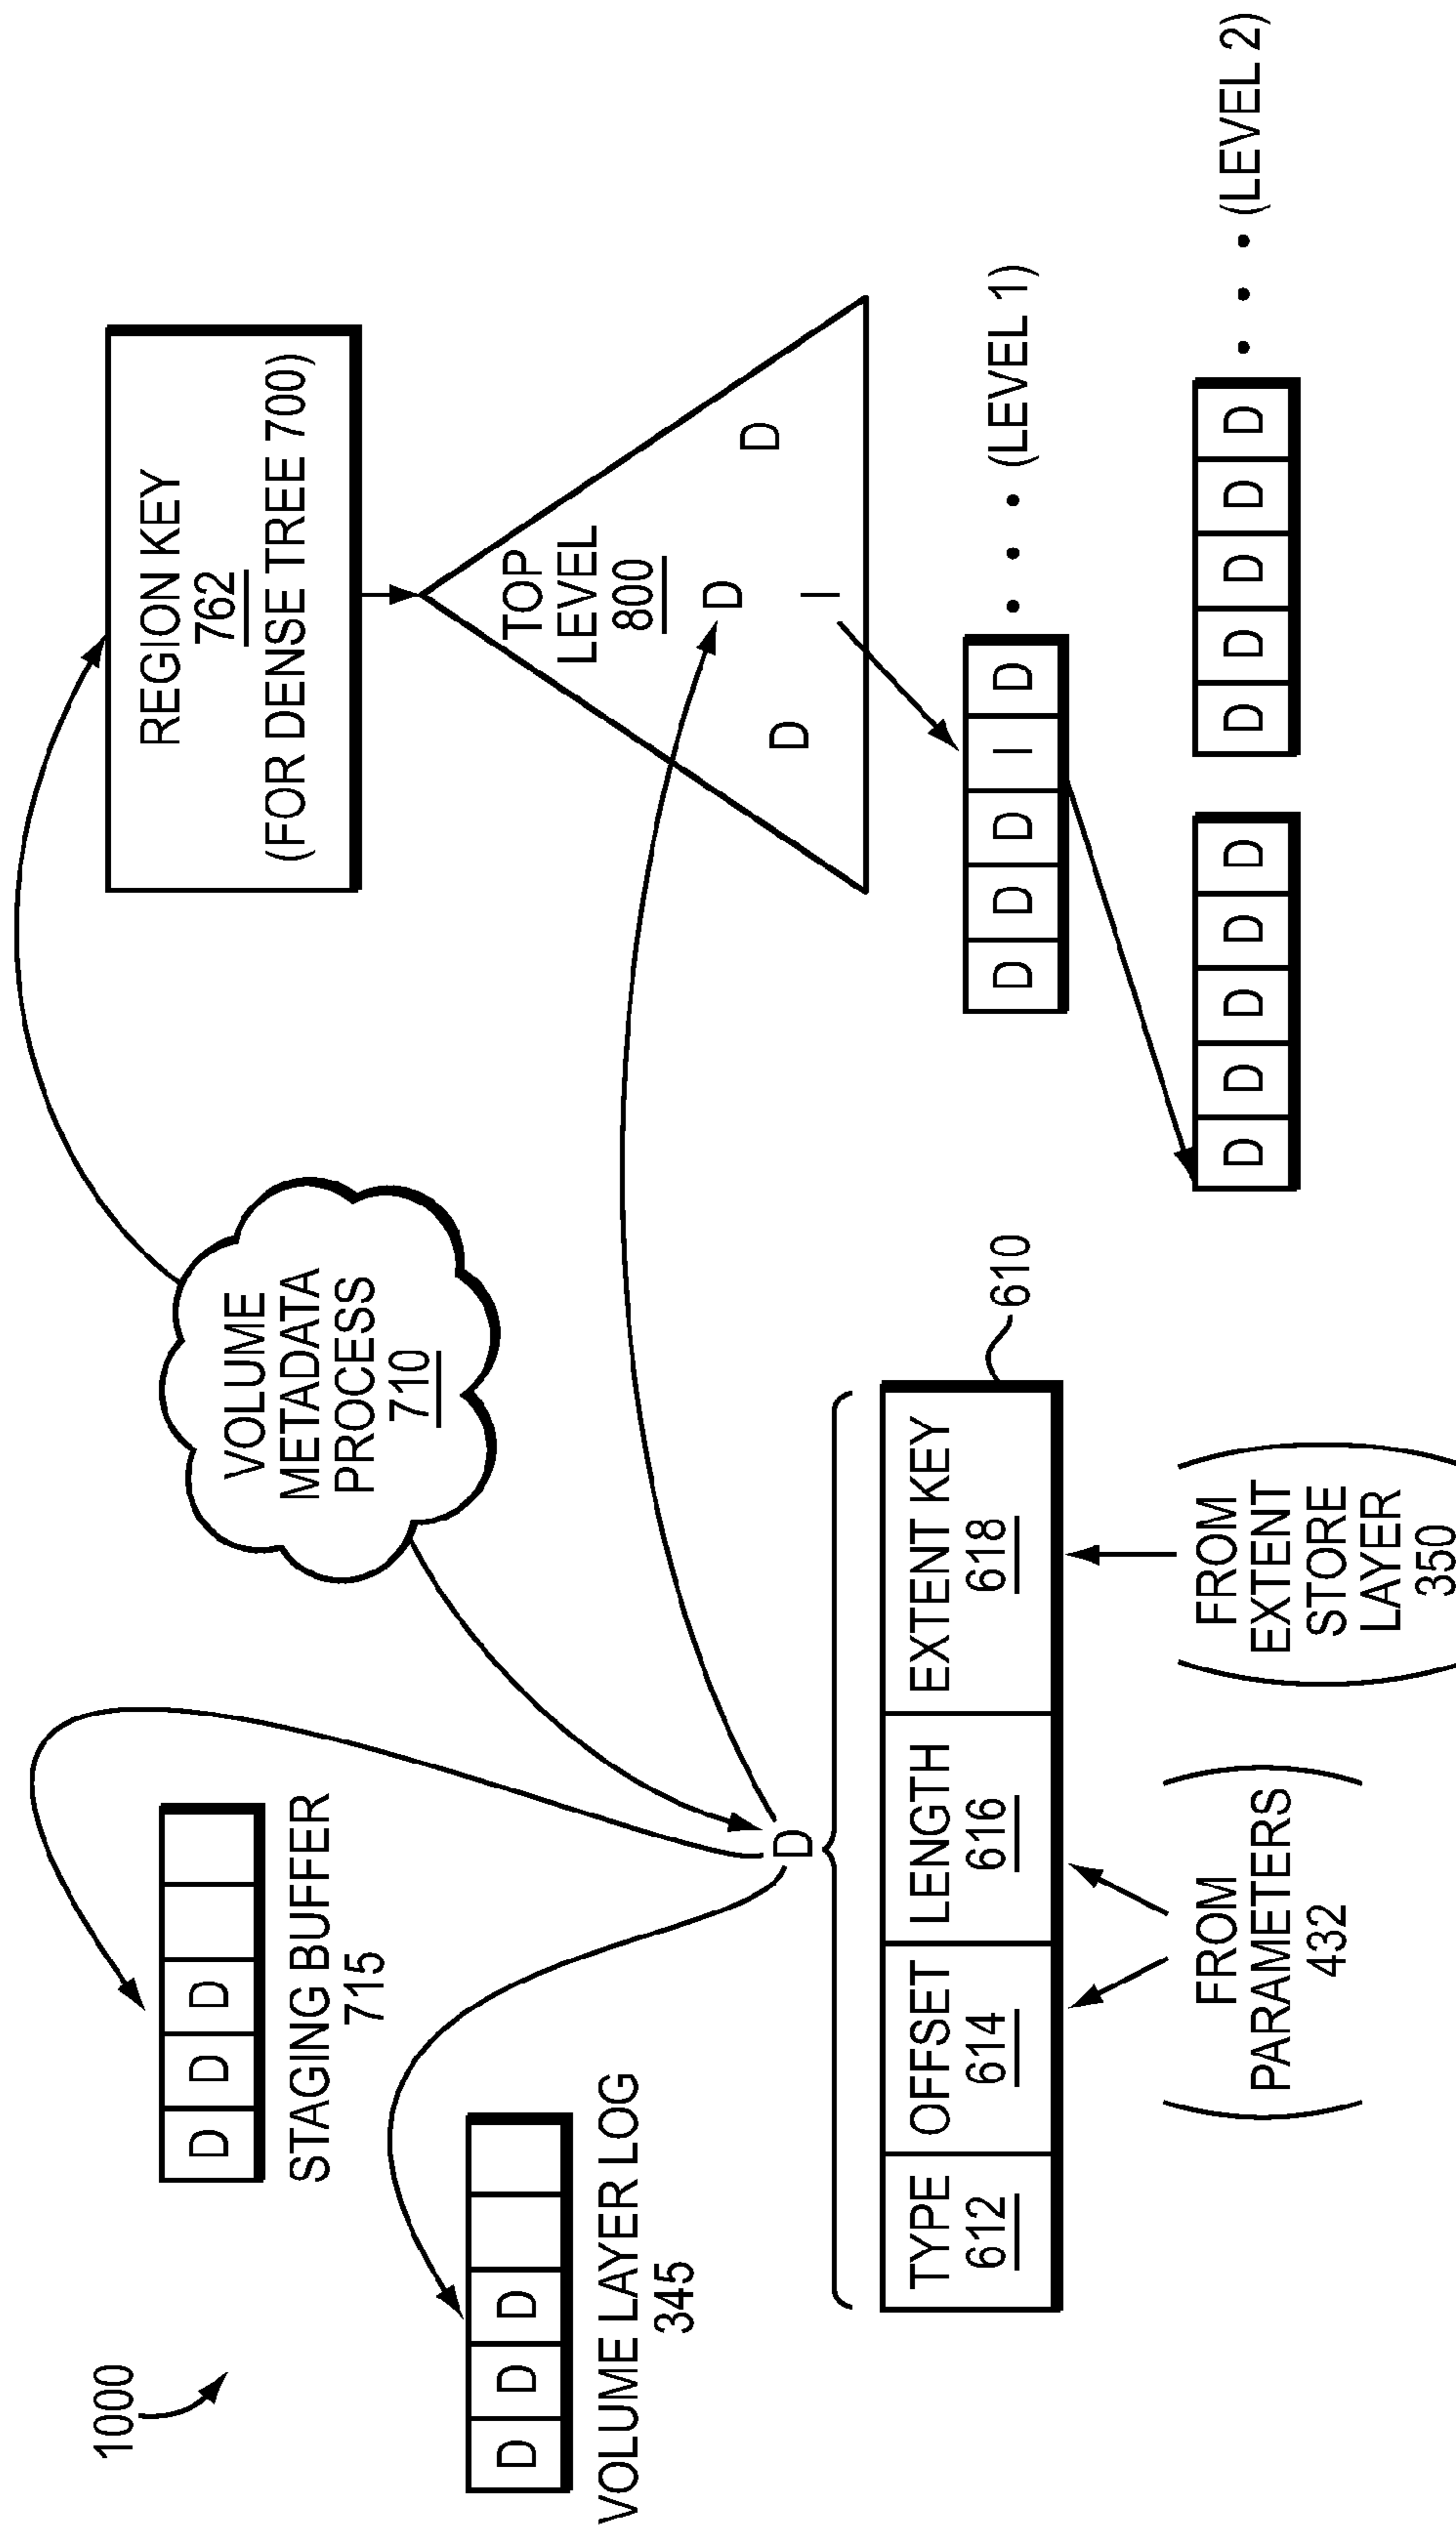 1000
D D D
STAGING BUFFER
715
D D D
VOLUME LAYER LOG
345
VOLUME
METADATA
PROCESS
710
REGION KEY
762
(FOR DENSE TREE 700)
TOP
LEVEL
800
D D D
I
D
D D D I D • • • (LEVEL 1)
D D D D D D D D D D • • • (LEVEL 2)
610
TYPE OFFSET LENGTH EXTENT KEY
612 614 616 618
(FROM
PARAMETERS
432)
(FROM
EXTENT
STORE
LAYER
350)